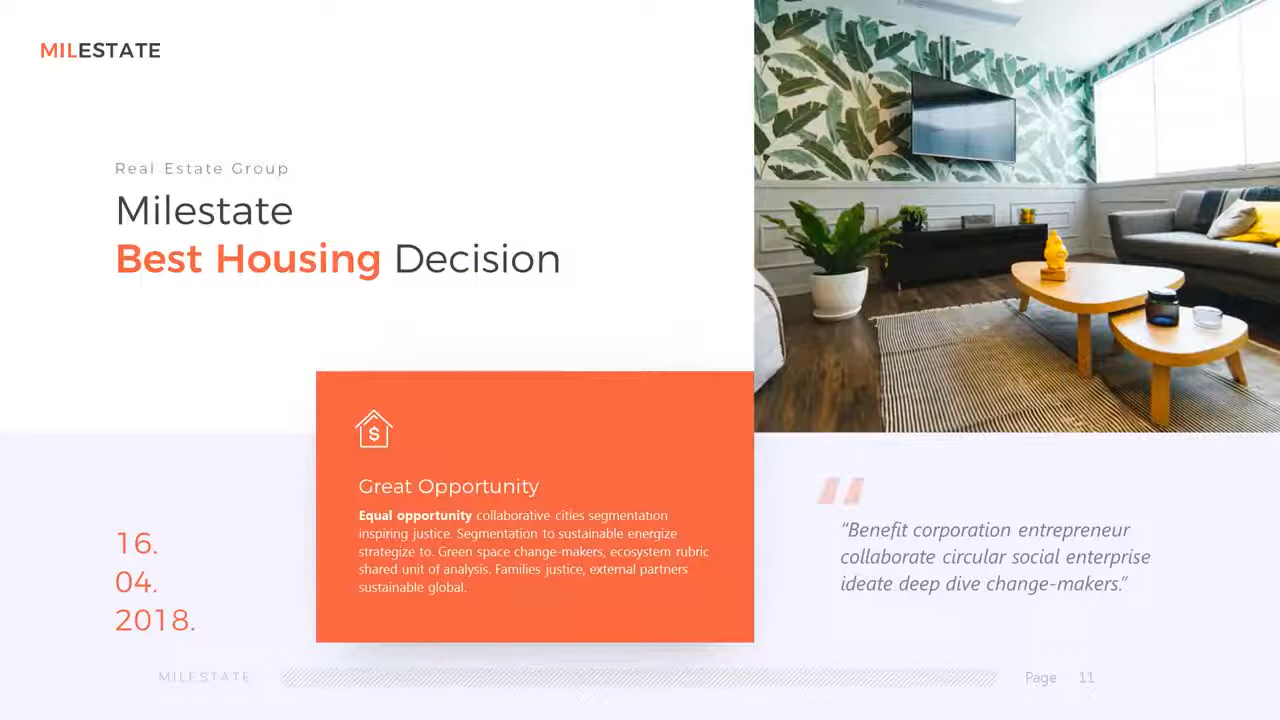 MILESTATE
Real Estate Group
Milestate
Best Housing Decision
$
Great Opportunity
Equal opportunity collaborative cities segmentation
inspiring justice. Segmentation to sustainable energize
strategize to. Green space change-makers, ecosystem rubric
shared unit of analysis. Families justice, external partners
sustainable global.
16.
04.
2018.
“Benefit corporation entrepreneur
collaborate circular social enterprise
ideate deep dive change-makers.”
MILESTATE
Page 11